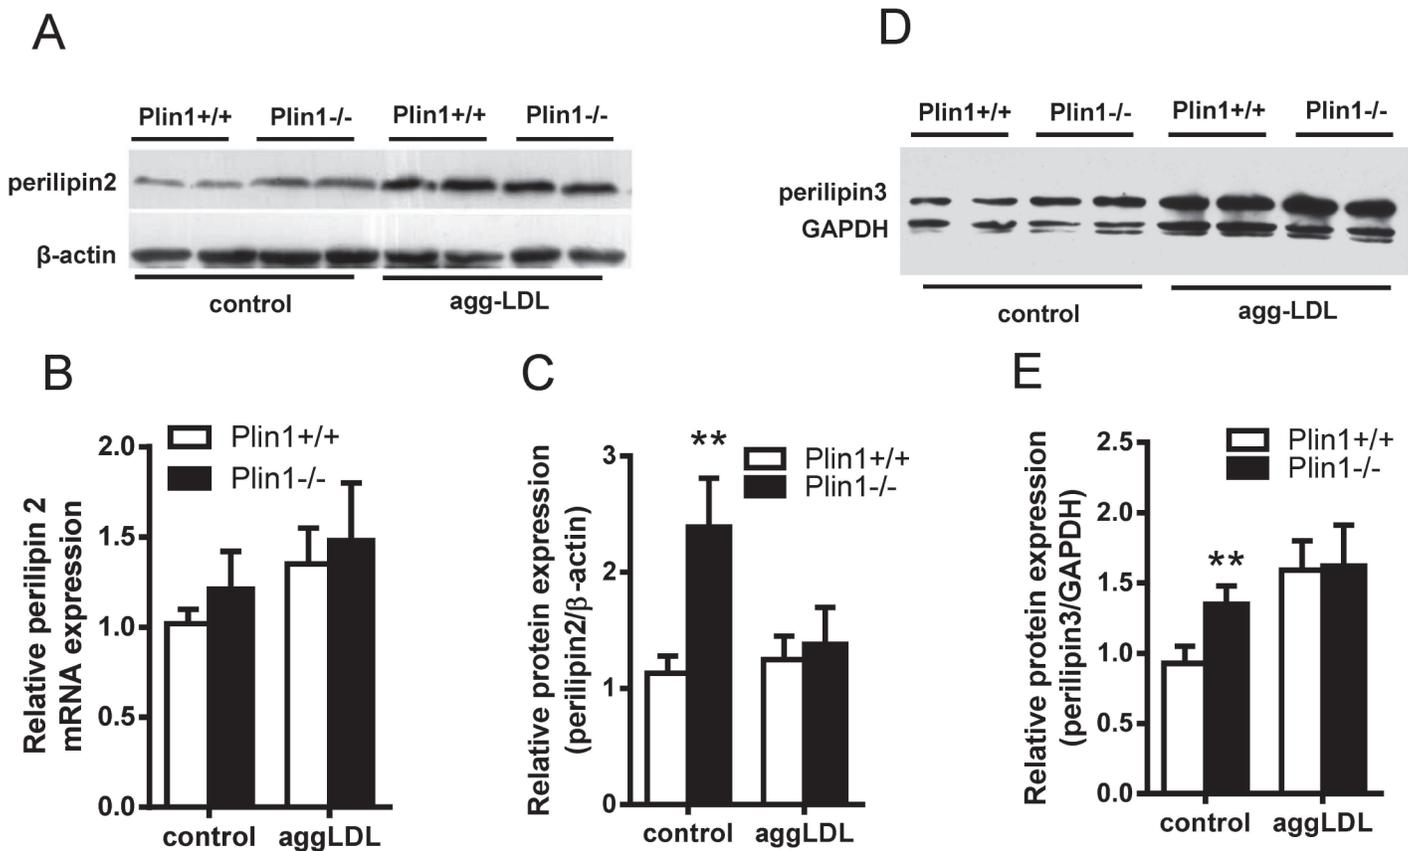 A
Plin1+/+ Plin1-/- Plin1+/+ Plin1-/-
perilipin2
β-actin
control agg-LDL
D
Plin1+/+ Plin1-/- Plin1+/+ Plin1-/-
perilipin3
GAPDH
control agg-LDL
B
Relative perilipin 2
mRNA expression
2.0
1.5
1.0
0.5
0.0
Plin1+/+
Plin1-/-
control aggLDL
C
Relative protein expression
(perilipin2/β-actin)
3
2
1
0
**
Plin1+/+
Plin1-/-
control aggLDL
E
Relative protein expression
(perilipin3/GAPDH)
2.5
2.0
1.5
1.0
0.5
0.0
**
Plin1+/+
Plin1-/-
control aggLDL